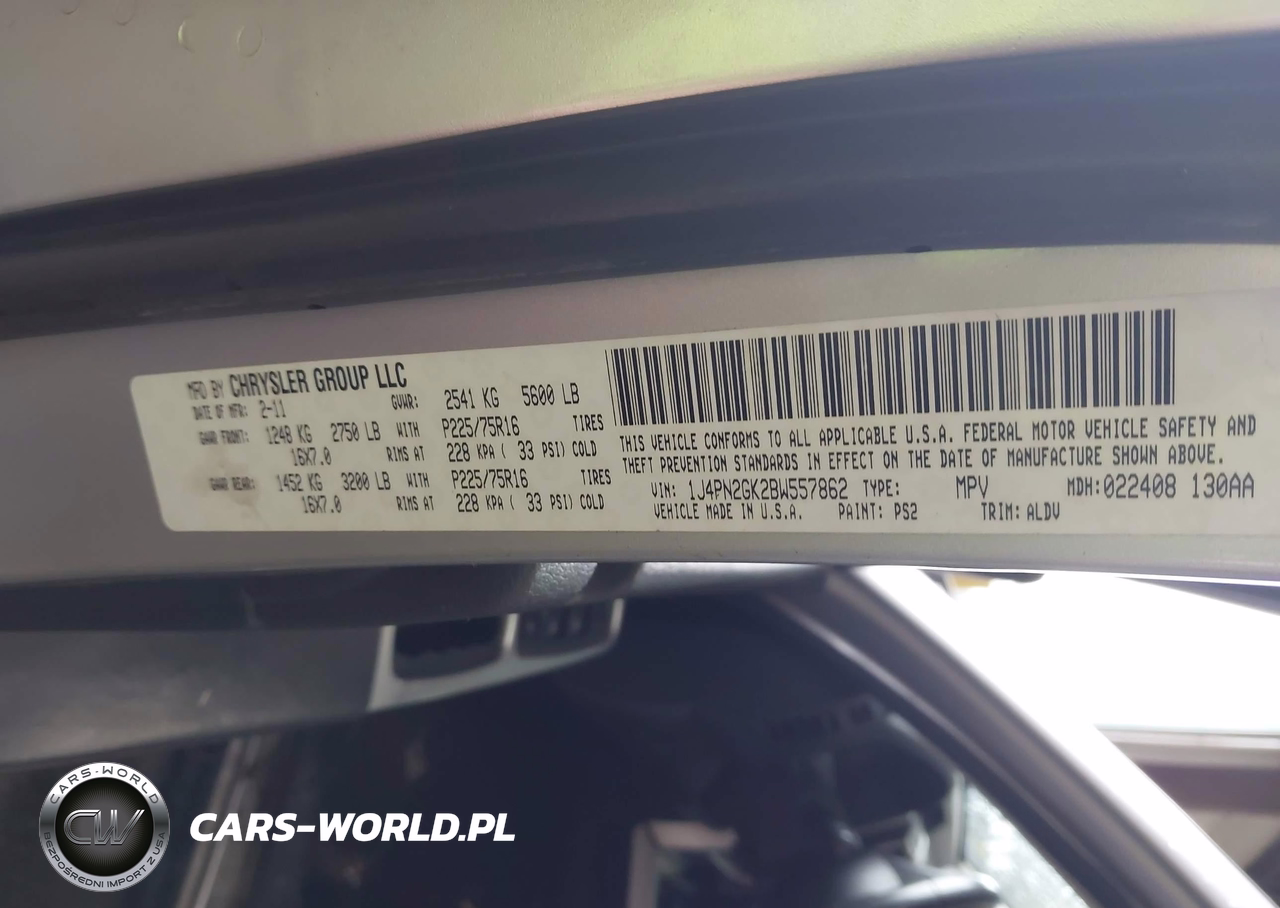 MFD BY CHRYSLER GROUP LLC
DATE OF MFR: 2-11 GVWR: 2541 KG 5600 LB
GAWR FRONT: 1248 KG 2750 LB WITH P225/75R16 TIRES
16X7.0 RIMS AT 228 KPA ( 33 PSI) COLD
GAWR REAR: 1452 KG 3200 LB WITH P225/75R16 TIRES
16X7.0 RIMS AT 228 KPA ( 33 PSI) COLD
THIS VEHICLE CONFORMS TO ALL APPLICABLE U.S.A. FEDERAL MOTOR VEHICLE SAFETY AND
THEFT PREVENTION STANDARDS IN EFFECT ON THE DATE OF MANUFACTURE SHOWN ABOVE.
VIN: 1J4PN2GK2BW557862 TYPE: MPV MDH:022408 130AA
VEHICLE MADE IN U.S.A. PAINT: PS2 TRIM: ALDV
CARS-WORLD
CW
BEZPOŚREDNI IMPORT Z USA
CARS-WORLD.PL